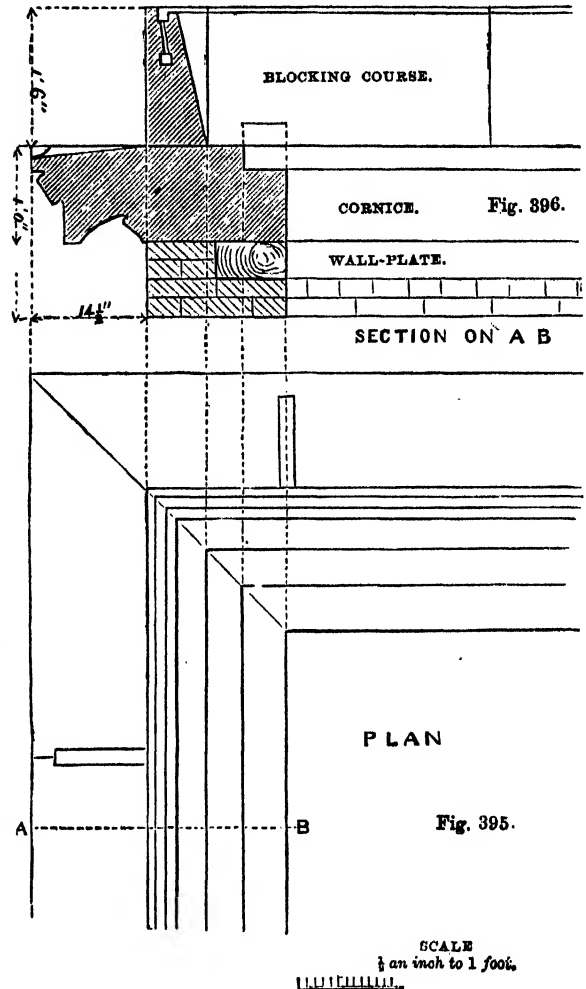 1' 6"
BLOCKING COURSE.
1' 0"
CORNICE. Fig. 396.
WALL-PLATE.
14½"
SECTION ON A B
PLAN
A B Fig. 395.
SCALE
½ an inch to 1 foot.